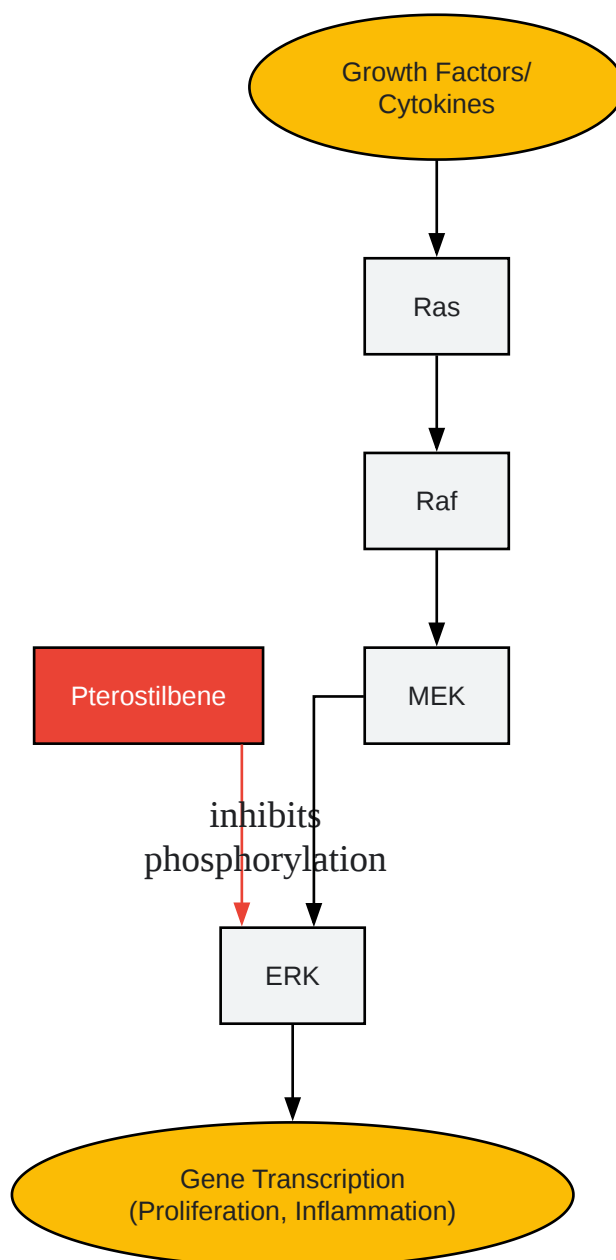 Growth Factors/
Cytokines
Ras
Raf
Pterostilbene
MEK
inhibits
phosphorylation
ERK
Gene Transcription
(Proliferation, Inflammation)